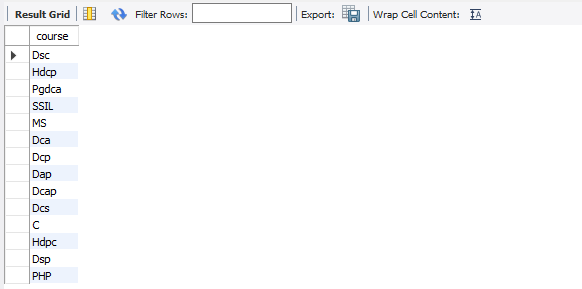 Result Grid Filter Rows: Export: Wrap Cell Content: IA
course
Dsc
Hdcp
Pgdca
SSIL
MS
Dca
Dcp
Dap
Dcap
Dcs
C
Hdpc
Dsp
PHP